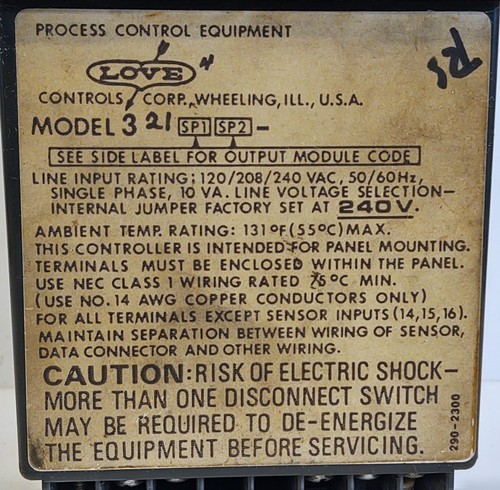 PROCESS CONTROL EQUIPMENT
LOVE
CONTROLS CORP. WHEELING, ILL., U.S.A.
MODEL 321 SP1 SP2 -
SEE SIDE LABEL FOR OUTPUT MODULE CODE
LINE INPUT RATING: 120/208/240 VAC, 50/60Hz,
SINGLE PHASE, 10 VA. LINE VOLTAGE SELECTION-
INTERNAL JUMPER FACTORY SET AT 240V.
AMBIENT TEMP. RATING: 131°F(55°C)MAX.
THIS CONTROLLER IS INTENDED FOR PANEL MOUNTING.
TERMINALS MUST BE ENCLOSED WITHIN THE PANEL.
USE NEC CLASS 1 WIRING RATED 75°C MIN.
(USE NO. 14 AWG COPPER CONDUCTORS ONLY)
FOR ALL TERMINALS EXCEPT SENSOR INPUTS (14,15,16).
MAINTAIN SEPARATION BETWEEN WIRING OF SENSOR,
DATA CONNECTOR AND OTHER WIRING.
CAUTION: RISK OF ELECTRIC SHOCK-
MORE THAN ONE DISCONNECT SWITCH
MAY BE REQUIRED TO DE-ENERGIZE
THE EQUIPMENT BEFORE SERVICING.
290-2300